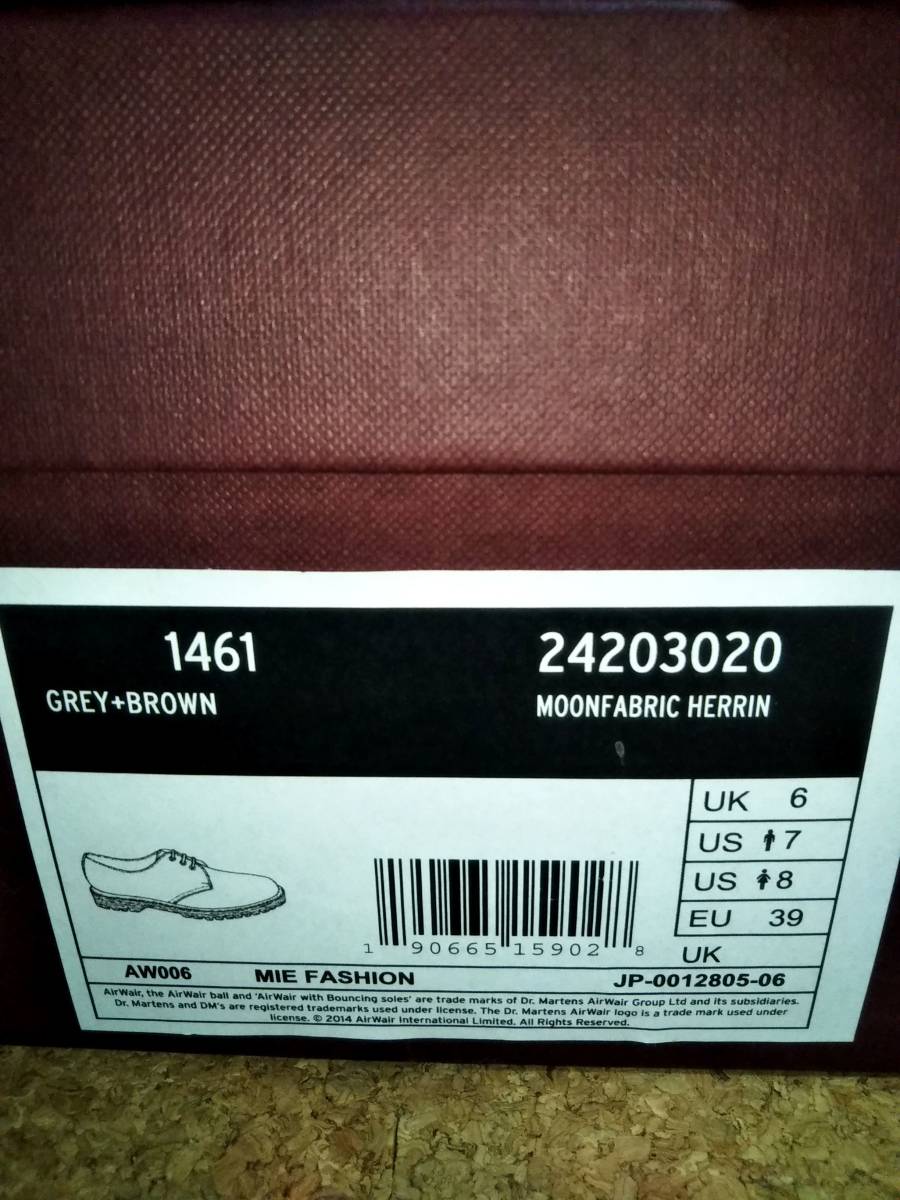 1461 24203020
GREY+BROWN MOONFABRIC HERRIN
UK 6
US 7
US 8
EU 39
1 90665 15902 8
UK
AW006 MIE FASHION JP-0012805-06
AirWair, the AirWair ball and 'AirWair with Bouncing soles' are trade marks of Dr. Martens AirWair Group Ltd and its subsidiaries.
Dr. Martens and DM's are registered trademarks used under license. The Dr. Martens AirWair logo is a trade mark used under
license. © 2014 AirWair International Limited. All Rights Reserved.